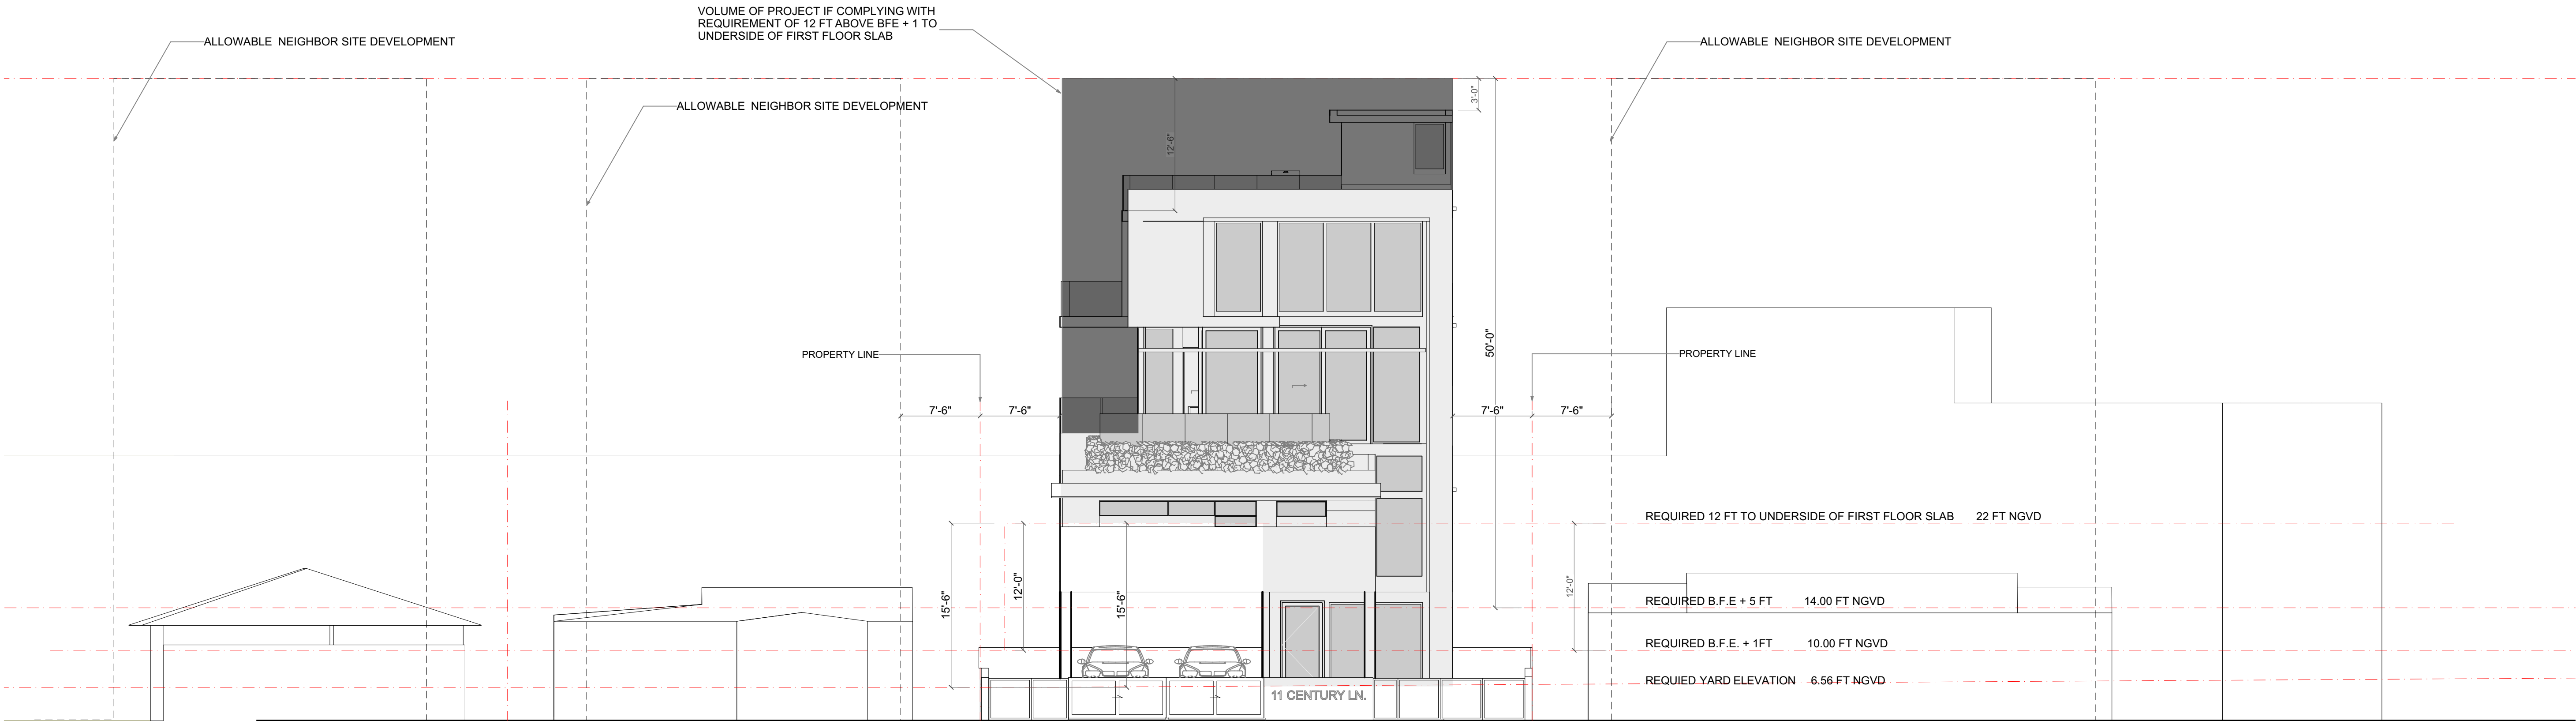 VOLUME OF PROJECT IF COMPLYING WITH
REQUIREMENT OF 12 FT ABOVE BFE + 1 TO
UNDERSIDE OF FIRST FLOOR SLAB
ALLOWABLE NEIGHBOR SITE DEVELOPMENT
ALLOWABLE NEIGHBOR SITE DEVELOPMENT
ALLOWABLE NEIGHBOR SITE DEVELOPMENT
3'-0"
12'-6"
50'-0"
PROPERTY LINE
PROPERTY LINE
7'-6"
7'-6"
7'-6"
7'-6"
REQUIRED 12 FT TO UNDERSIDE OF FIRST FLOOR SLAB 22 FT NGVD
15'-6"
12'-0"
15'-6"
12'-0"
REQUIRED B.F.E + 5 FT 14.00 FT NGVD
REQUIRED B.F.E. + 1FT 10.00 FT NGVD
REQUIED YARD ELEVATION 6.56 FT NGVD
11 CENTURY LN.